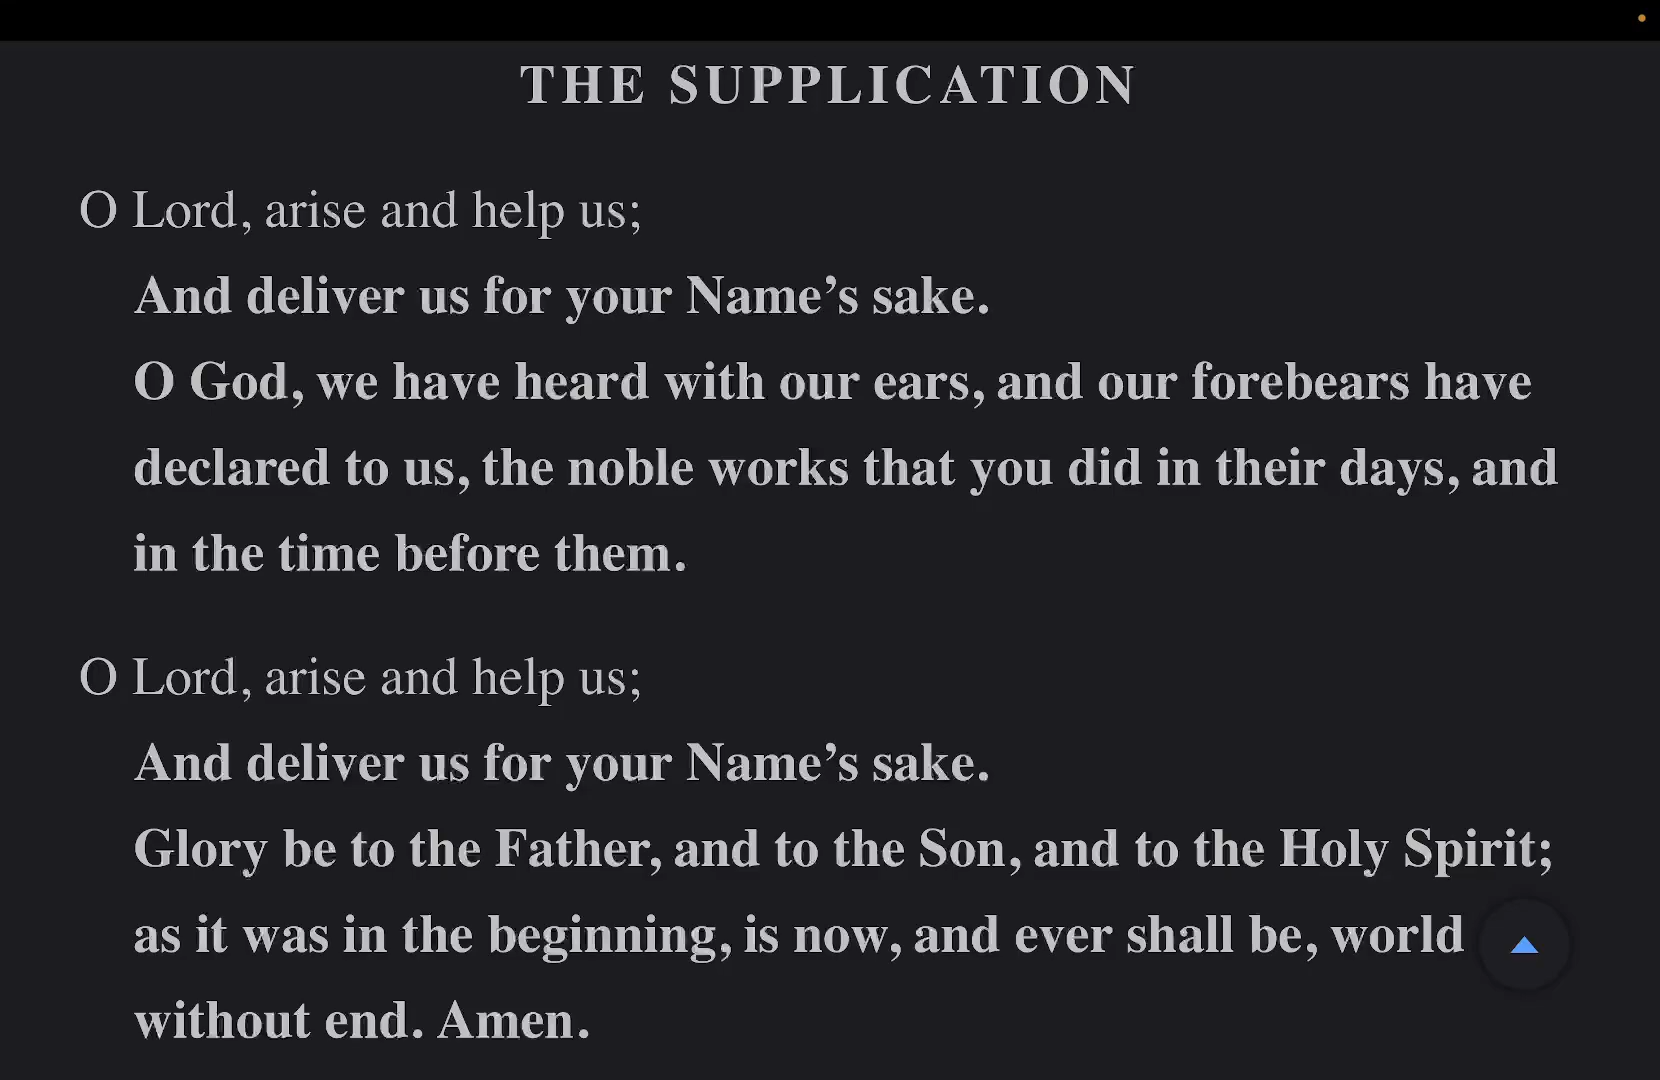 THE SUPPLICATION
O Lord, arise and help us;
And deliver us for your Name’s sake.
O God, we have heard with our ears, and our forebears have
declared to us, the noble works that you did in their days, and
in the time before them.
O Lord, arise and help us;
And deliver us for your Name’s sake.
Glory be to the Father, and to the Son, and to the Holy Spirit;
as it was in the beginning, is now, and ever shall be, world
without end. Amen.